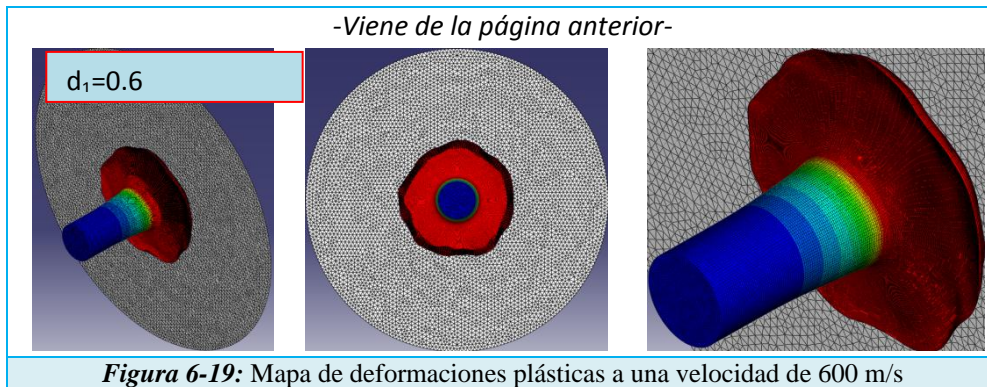 -Viene de la página anterior-
d₁=0.6
Figura 6-19: Mapa de deformaciones plásticas a una velocidad de 600 m/s